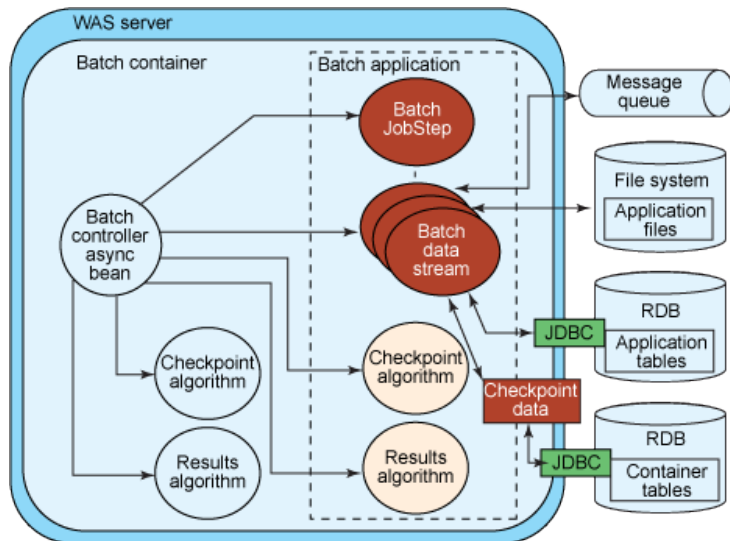 WAS server
Batch container
Batch application
Batch
JobStep
Message
queue
File system
Application
files
Batch
controller
async
bean
Batch
data
stream
RDB
JDBC
Application
tables
Checkpoint
algorithm
Checkpoint
algorithm
Checkpoint
data
RDB
JDBC
Container
tables
Results
algorithm
Results
algorithm